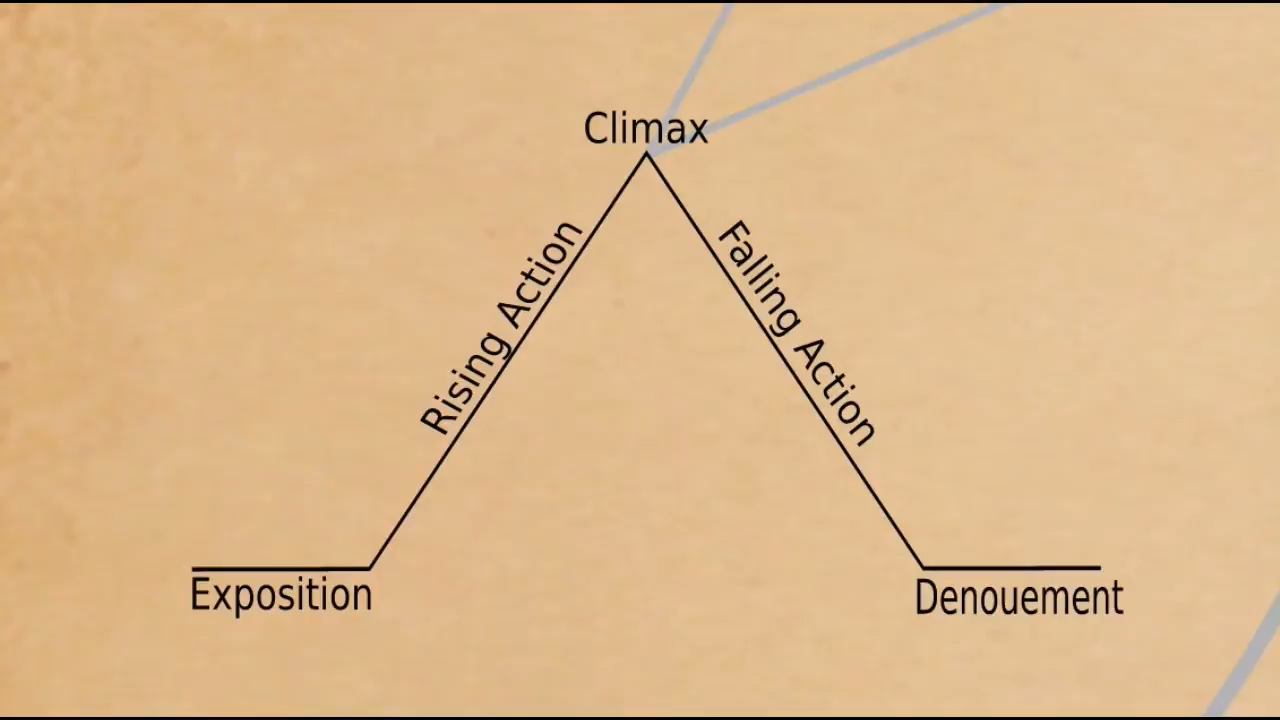 Climax
Rising Action
Falling Action
Exposition
Denouement